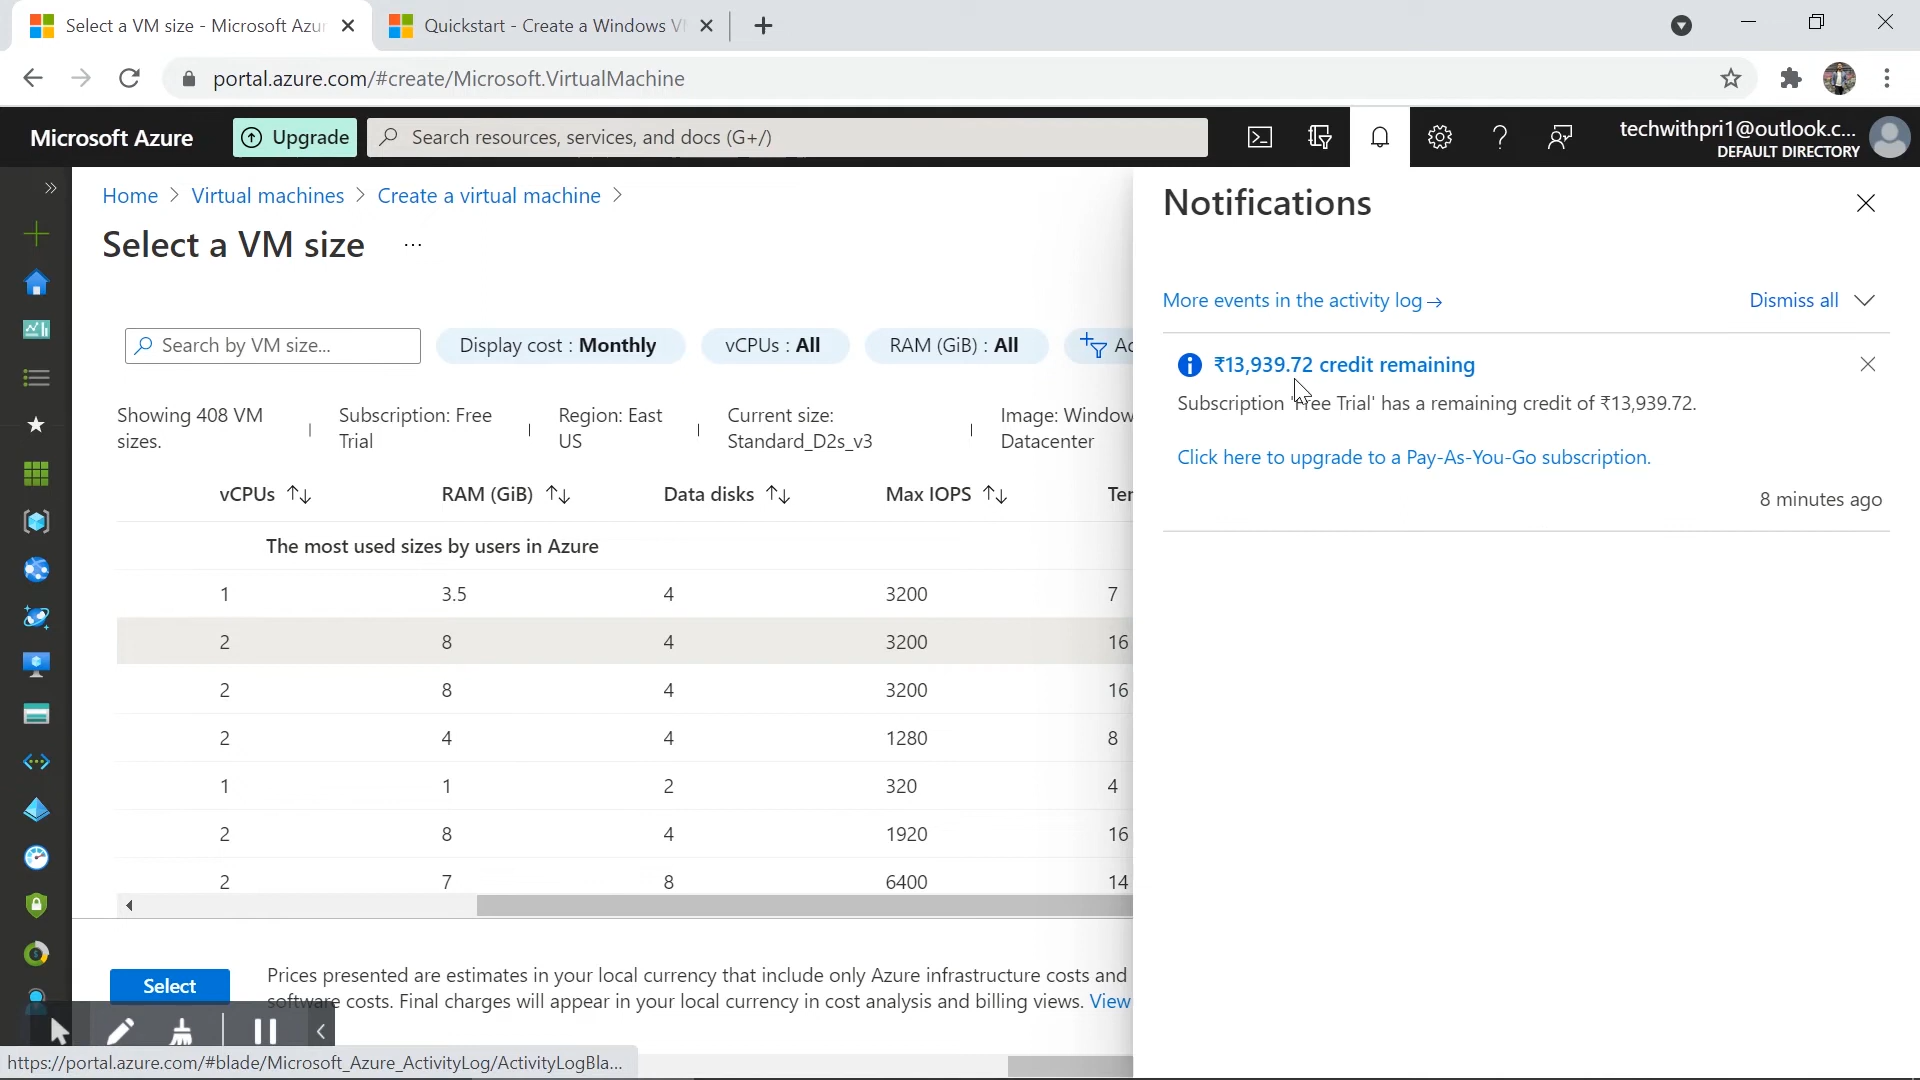 Select a VM size - Microsoft Azur
Quickstart - Create a Windows VI
portal.azure.com/#create/Microsoft.VirtualMachine
Microsoft Azure
Upgrade
Search resources, services, and docs (G+/)
techwithpri1@outlook.c...
DEFAULT DIRECTORY
Home > Virtual machines > Create a virtual machine >
Select a VM size ...
Search by VM size...
Display cost : Monthly
vCPUs : All
RAM (GiB) : All
Showing 408 VM sizes.
Subscription: Free Trial
Region: East US
Current size: Standard_D2s_v3
Image: Window
Datacenter
vCPUs RAM (GiB) Data disks Max IOPS
The most used sizes by users in Azure
1 3.5 4 3200 7
2 8 4 3200 16
2 8 4 3200 16
2 4 4 1280 8
1 1 2 320 4
2 8 4 1920 16
2 7 8 6400 14
Select
Prices presented are estimates in your local currency that include only Azure infrastructure costs and
software costs. Final charges will appear in your local currency in cost analysis and billing views. View
https://portal.azure.com/#blade/Microsoft_Azure_ActivityLog/ActivityLogBla...
Notifications
More events in the activity log →
Dismiss all
₹13,939.72 credit remaining
Subscription 'Free Trial' has a remaining credit of ₹13,939.72.
Click here to upgrade to a Pay-As-You-Go subscription.
8 minutes ago